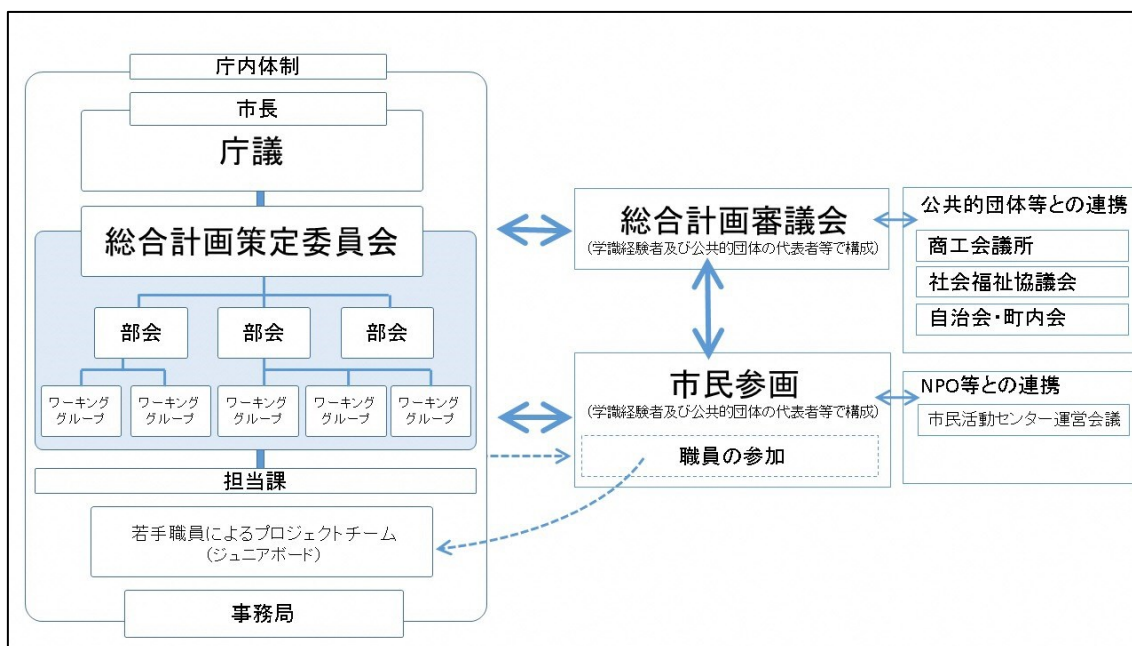 庁内体制
市長
庁議
総合計画策定委員会
部会
部会
部会
ワーキング
グループ
ワーキング
グループ
ワーキング
グループ
ワーキング
グループ
ワーキング
グループ
担当課
若手職員によるプロジェクトチーム
(ジュニアボード)
事務局
総合計画審議会
(学識経験者及び公共的団体の代表者等で構成)
市民参画
(学識経験者及び公共的団体の代表者等で構成)
職員の参加
公共的団体等との連携
商工会議所
社会福祉協議会
自治会・町内会
NPO等との連携
市民活動センター運営会議